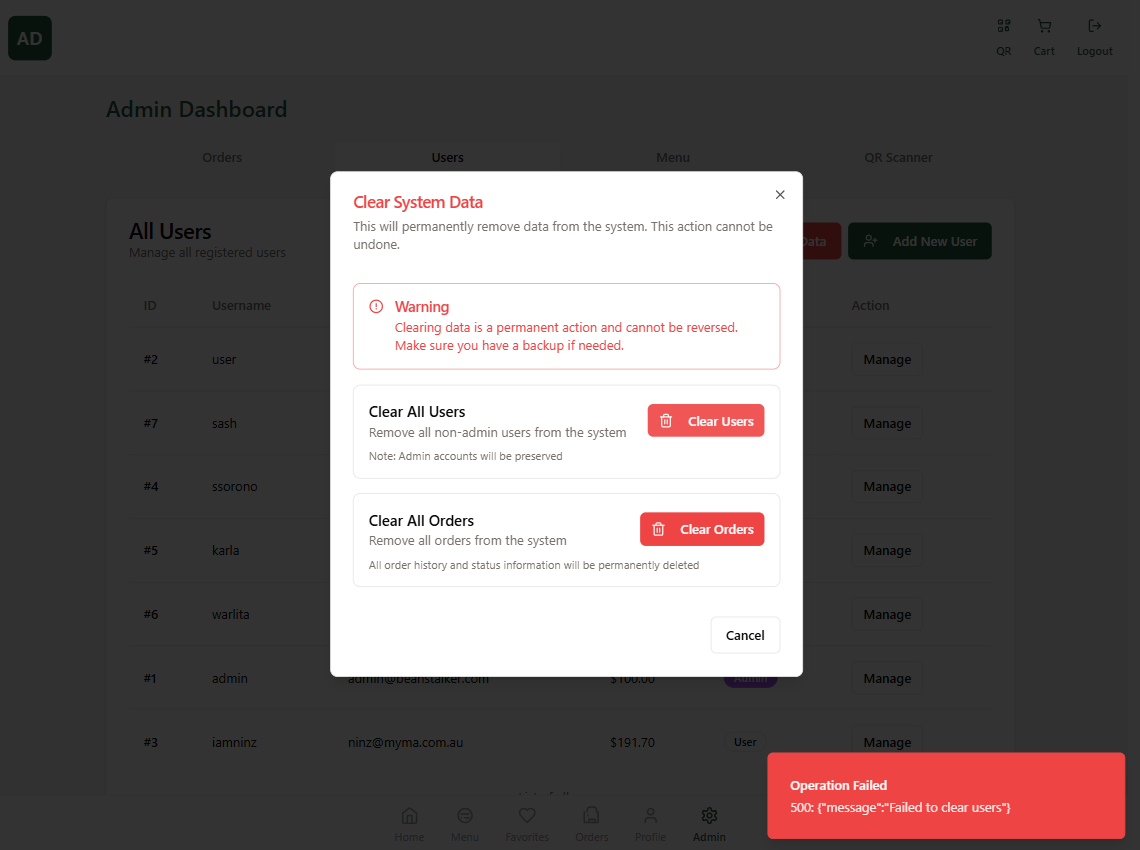 AD
QR
Cart
Logout
Admin Dashboard
Orders
Users
Menu
QR Scanner
All Users
Manage all registered users
Data
Add New User
ID
Username
Action
#2
user
Manage
#7
sash
Manage
#4
ssorono
Manage
#5
karla
Manage
#6
warlita
Manage
#1
admin
admin@beanstalker.com
$100.00
Admin
Manage
#3
iamninz
ninz@myma.com.au
$191.70
User
Manage
Clear System Data
This will permanently remove data from the system. This action cannot be
undone.
Warning
Clearing data is a permanent action and cannot be reversed.
Make sure you have a backup if needed.
Clear All Users
Remove all non-admin users from the system
Note: Admin accounts will be preserved
Clear Users
Clear All Orders
Remove all orders from the system
All order history and status information will be permanently deleted
Clear Orders
Cancel
Home
Menu
Favorites
Orders
Profile
Admin
Operation Failed
500: {"message":"Failed to clear users"}